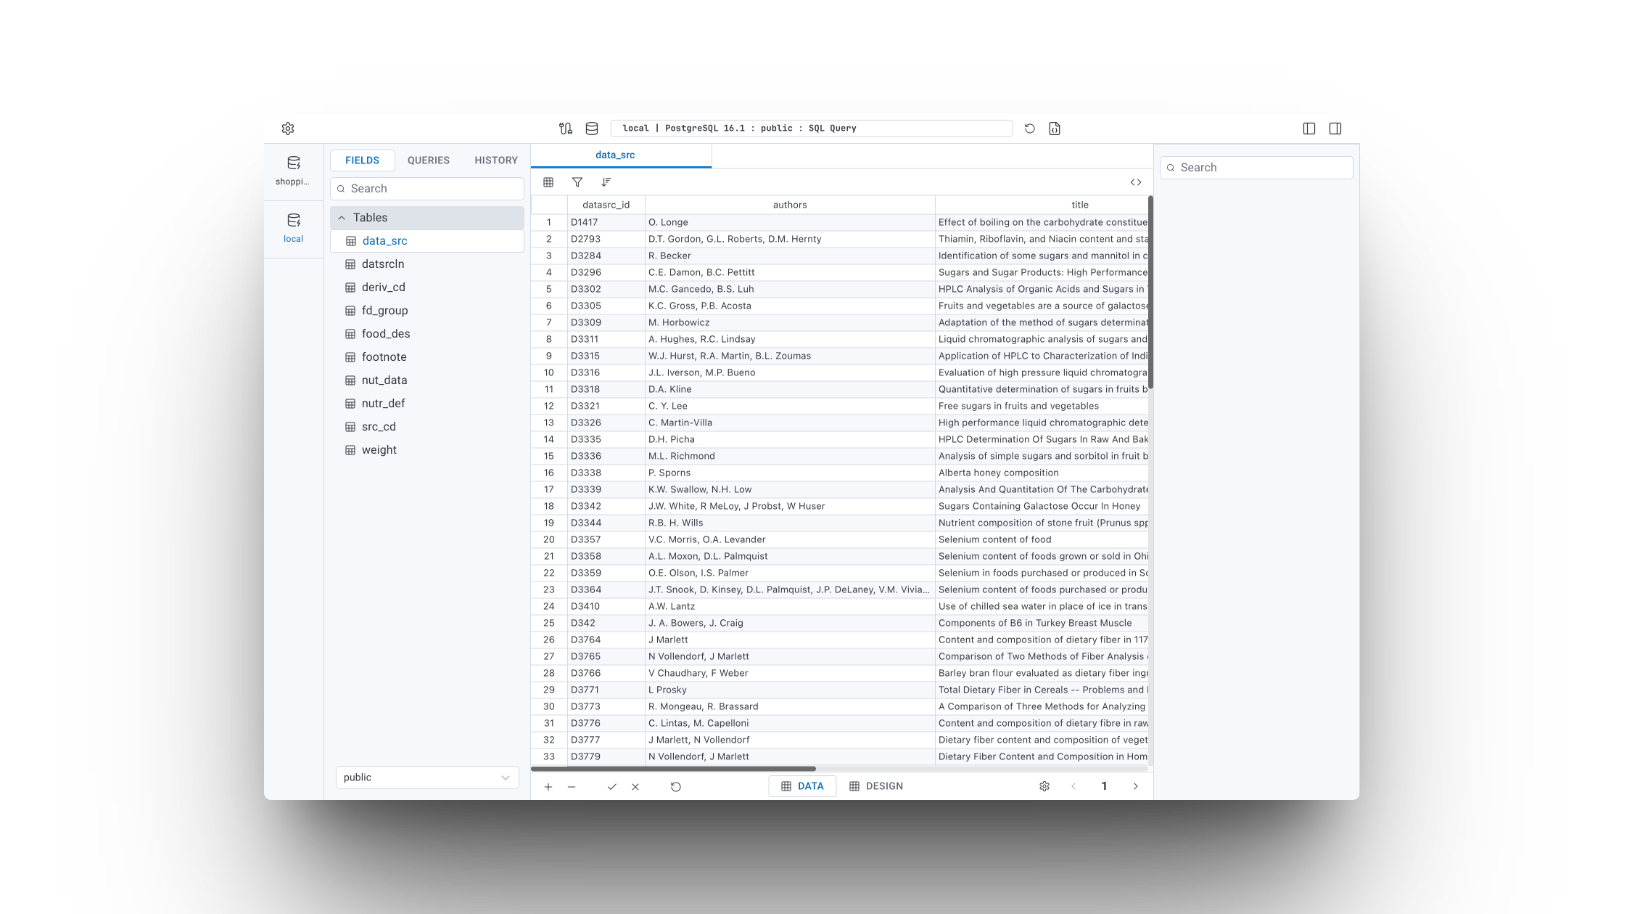 local | PostgreSQL 16.1 : public : SQL Query
shoppi...
local
FIELDS QUERIES HISTORY
Search
Tables
data_src
datsrcln
deriv_cd
fd_group
food_des
footnote
nut_data
nutr_def
src_cd
weight
public
data_src
datasrc_id authors title
1 D1417 O. Longe Effect of boiling on the carbohydrate constitue
2 D2793 D.T. Gordon, G.L. Roberts, D.M. Hernty Thiamin, Riboflavin, and Niacin content and sta
3 D3284 R. Becker Identification of some sugars and mannitol in c
4 D3296 C.E. Damon, B.C. Pettitt Sugars and Sugar Products: High Performance
5 D3302 M.C. Gancedo, B.S. Luh HPLC Analysis of Organic Acids and Sugars in
6 D3305 K.C. Gross, P.B. Acosta Fruits and vegetables are a source of galactose
7 D3309 M. Horbowicz Adaptation of the method of sugars determinat
8 D3311 A. Hughes, R.C. Lindsay Liquid chromatographic analysis of sugars and
9 D3315 W.J. Hurst, R.A. Martin, B.L. Zoumas Application of HPLC to Characterization of Indi
10 D3316 J.L. Iverson, M.P. Bueno Evaluation of high pressure liquid chromatogra
11 D3318 D.A. Kline Quantitative determination of sugars in fruits b
12 D3321 C. Y. Lee Free sugars in fruits and vegetables
13 D3326 C. Martin-Villa High performance liquid chromatographic dete
14 D3335 D.H. Picha HPLC Determination Of Sugars In Raw And Bak
15 D3336 M.L. Richmond Analysis of simple sugars and sorbitol in fruit b
16 D3338 P. Sporns Alberta honey composition
17 D3339 K.W. Swallow, N.H. Low Analysis And Quantitation Of The Carbohydrate
18 D3342 J.W. White, R MeLoy, J Probst, W Huser Sugars Containing Galactose Occur In Honey
19 D3344 R.B. H. Wills Nutrient composition of stone fruit (Prunus spp
20 D3357 V.C. Morris, O.A. Levander Selenium content of food
21 D3358 A.L. Moxon, D.L. Palmquist Selenium content of foods grown or sold in Ohi
22 D3359 O.E. Olson, I.S. Palmer Selenium in foods purchased or produced in So
23 D3364 J.T. Snook, D. Kinsey, D.L. Palmquist, J.P. DeLaney, V.M. Vivia... Selenium content of foods purchased or produ
24 D3410 A.W. Lantz Use of chilled sea water in place of ice in trans
25 D342 J. A. Bowers, J. Craig Components of B6 in Turkey Breast Muscle
26 D3764 J Marlett Content and composition of dietary fiber in 117
27 D3765 N Vollendorf, J Marlett Comparison of Two Methods of Fiber Analysis
28 D3766 V Chaudhary, F Weber Barley bran flour evaluated as dietary fiber ingr
29 D3771 L Prosky Total Dietary Fiber in Cereals -- Problems and
30 D3773 R. Mongeau, R. Brassard A Comparison of Three Methods for Analyzing
31 D3776 C. Lintas, M. Capelloni Content and composition of dietary fibre in raw
32 D3777 J Marlett, N Vollendorf Dietary fiber content and composition of veget
33 D3779 N Vollendorf, J Marlett Dietary Fiber Content and Composition in Hom
DATA DESIGN 1
Search